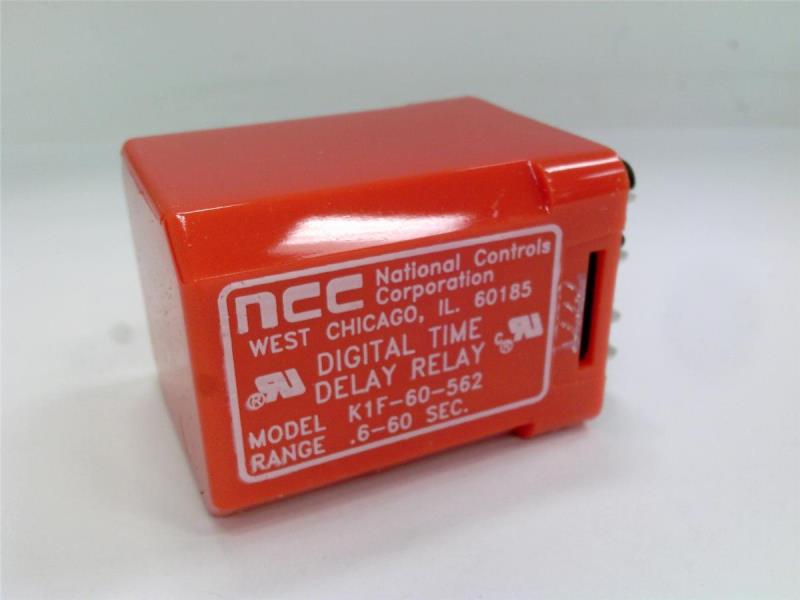 ncc National Controls
Corporation
WEST CHICAGO, IL. 60185
DIGITAL TIME
DELAY RELAY
MODEL K1F-60-562
RANGE .6-60 SEC.